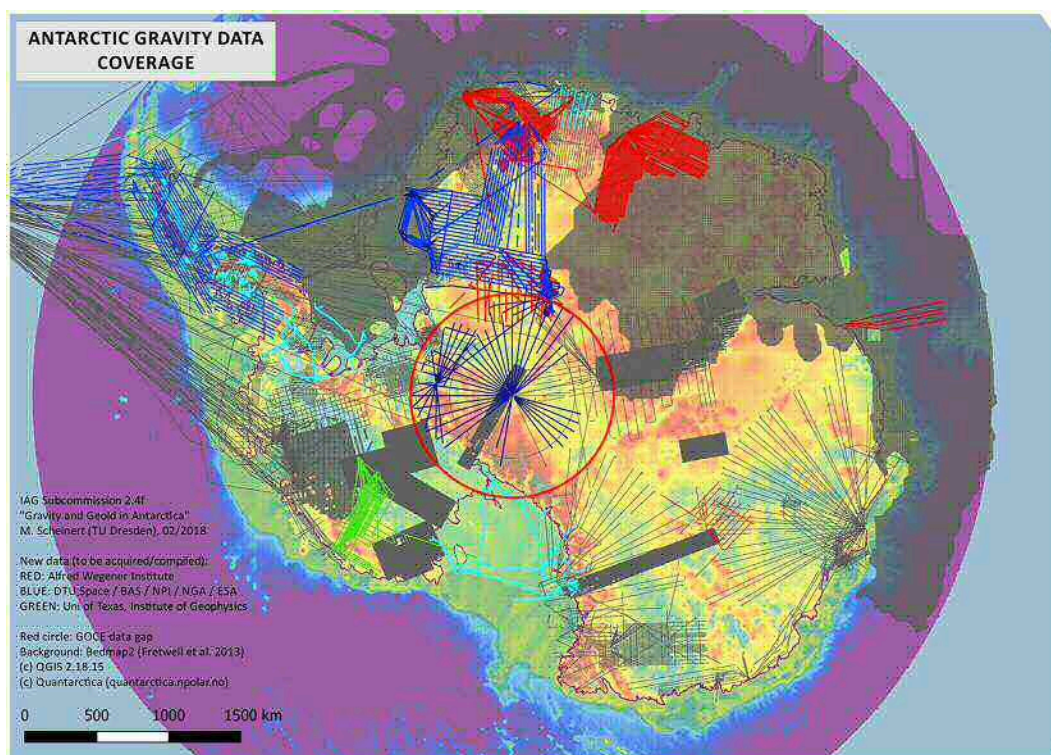 ANTARCTIC GRAVITY DATA
COVERAGE
IAG Subcommission 2.4f
"Gravity and Geoid in Antarctica"
M. Scheinert (TU Dresden), 02/2018
New data (to be acquired/compiled):
RED: Alfred Wegener Institute
BLUE: DTU Space / BAS / NPI / NGA / ESA
GREEN: Uni of Texas, Institute of Geophysics
Red circle: GOCE data gap
Background: Bedmap2 (Fretwell et al. 2013)
(c) QGIS 2.18.15
(c) Quantarctica (quantarctica.npolar.no)
0 500 1000 1500 km